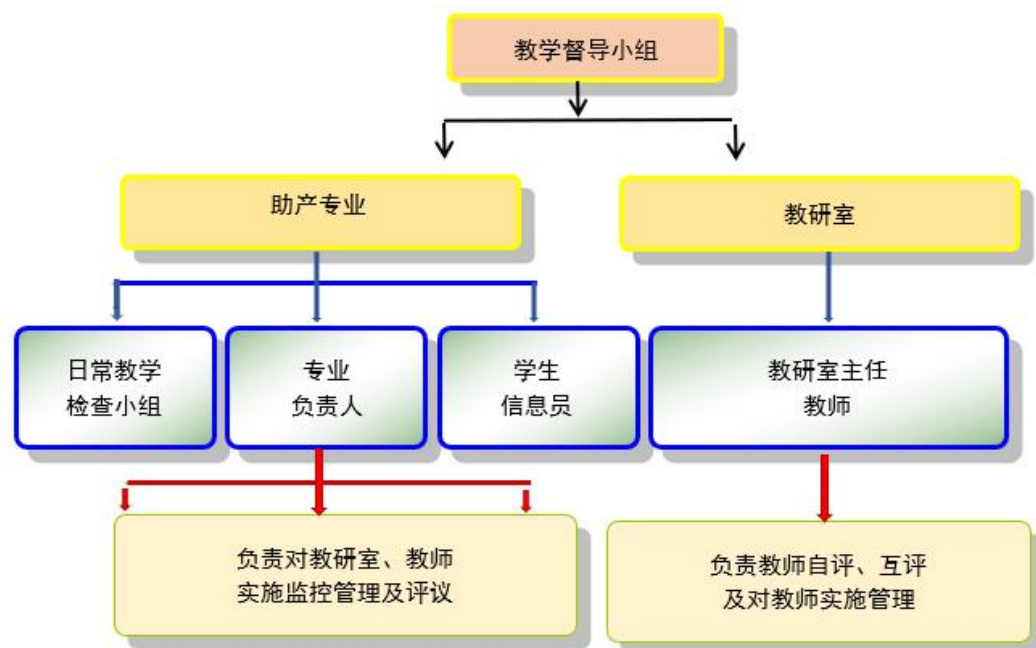 教学督导小组
助产专业
教研室
日常教学
检查小组
专业
负责人
学生
信息员
教研室主任
教师
负责对教研室、教师
实施监控管理及评议
负责教师自评、互评
及对教师实施管理